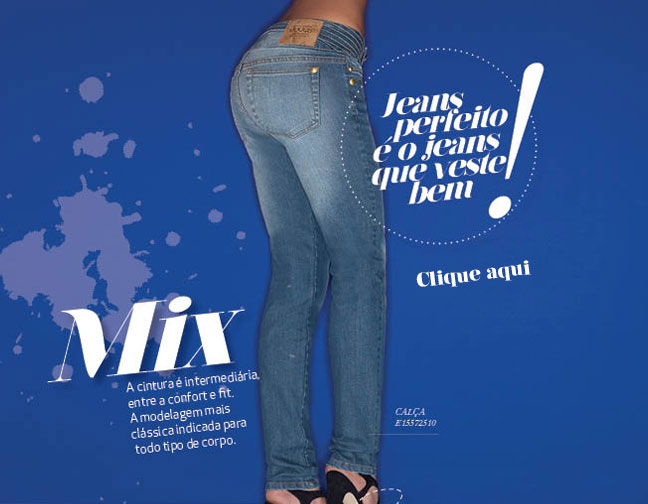 Jeans
perfeito
é o jeans
que veste
bem!
Clique aqui
Mix
A cintura é intermediária,
entre a confort e fit.
A modelagem mais
clássica indicada para
todo tipo de corpo.
CALÇA
E15572510